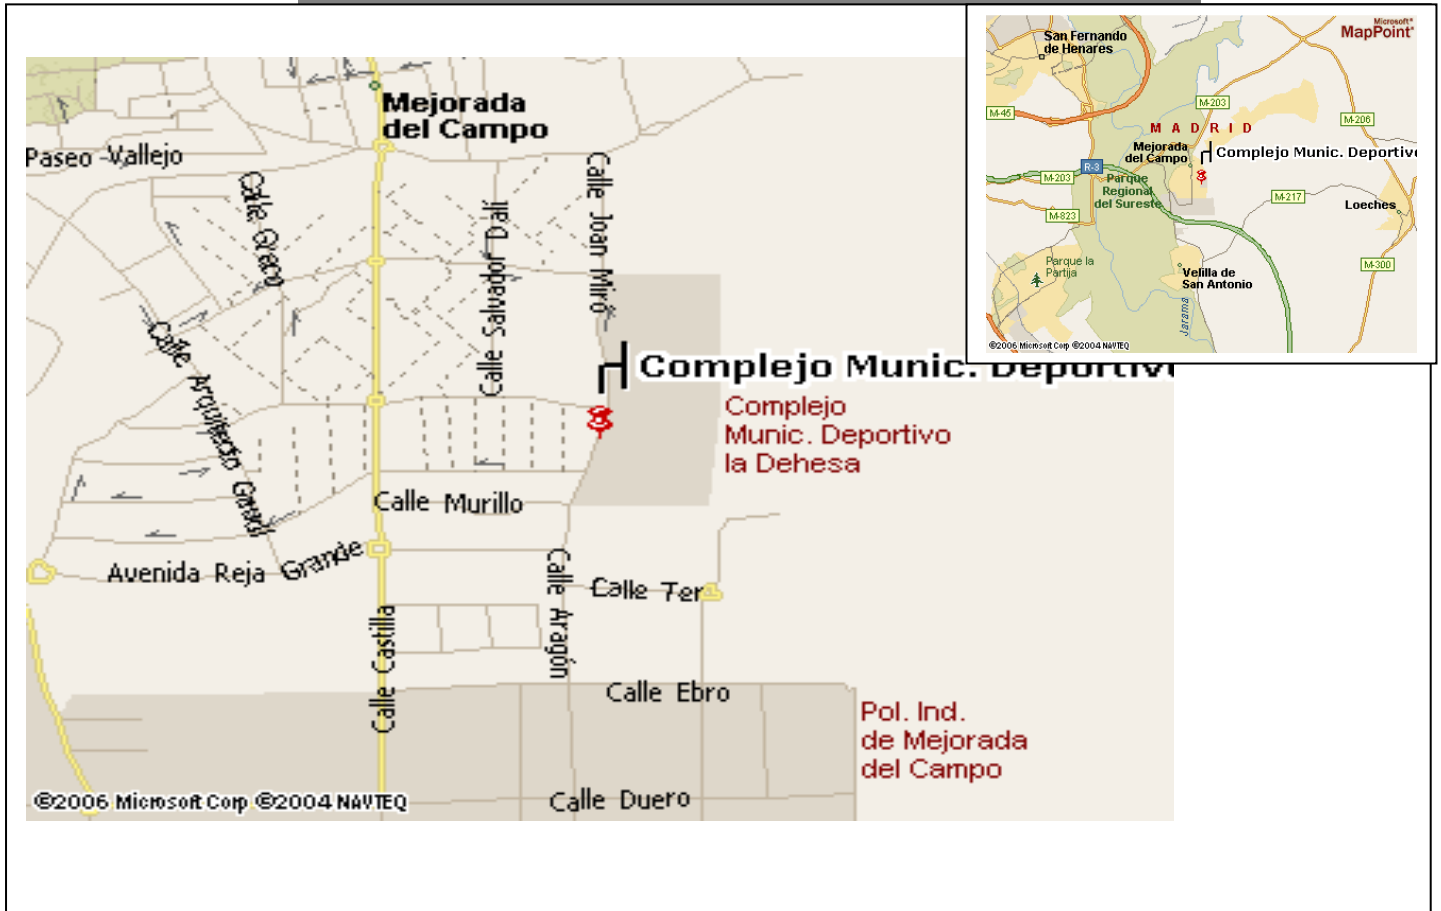 Mejorada
del Campo
Paseo Vallejo
Calle Greco
Calle Salvador Dalí
Calle Joan Miró
Calle Arquitecto Gaudí
Complejo Munic. Deportiv
Complejo
Munic. Deportivo
la Dehesa
Calle Murillo
Avenida Reja Grande
Calle Aragón
Calle Ter
Calle Castilla
Calle Ebro
Pol. Ind.
de Mejorada
del Campo
Calle Duero
©2006 Microsoft Corp ©2004 NAVTEQ
Microsoft®
MapPoint®
San Fernando
de Henares
M-45
M-203
M-206
MADRID
Mejorada
del Campo
Complejo Munic. Deportivo
R-3
M-203
Parque
Regional
del Sureste
M-217
Loeches
M-823
Parque la
Partija
M-300
Velilla de
San Antonio
Jarama
©2006 Microsoft Corp ©2004 NAVTEQ